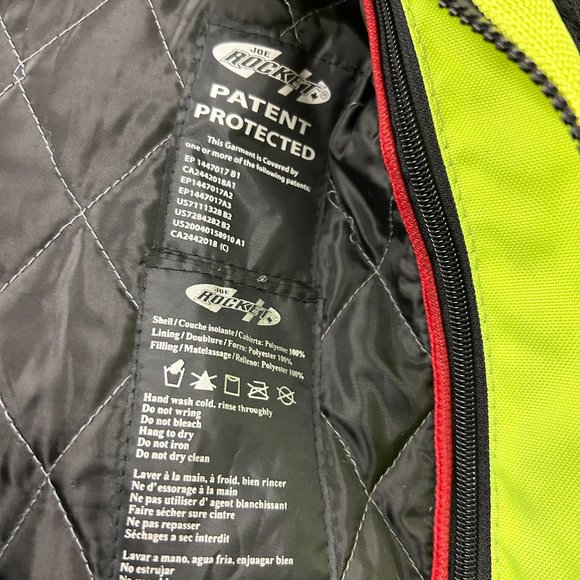 JOE
ROCKET®
PATENT
PROTECTED
This Garment is Covered by
one or more of the following patents:
EP 1447017 B1
CA2442018A1
EP1447017A2
EP1447017A3
US7111328 B2
US7284282 B2
US20040158910 A1
CA2442018 (C)
JOE
ROCKET
Shell/Couche isolante/Cubierta: Polyester 100%
Lining/Doublure/Forro: Polyester 100%
Filling/Matelassage/Relleno: Polyester 100%
Hand wash cold, rinse throughly
Do not wring
Do not bleach
Hang to dry
Do not iron
Do not dry clean
Laver à la main, à froid, bien rincer
Ne d'essorage à la main
Ne pas utiliser d' agent blanchissant
Faire sécher sure cintre
Ne pas repasser
Séchages a sec interdit
Lavar a mano, agua fria, enjuagar bien
No